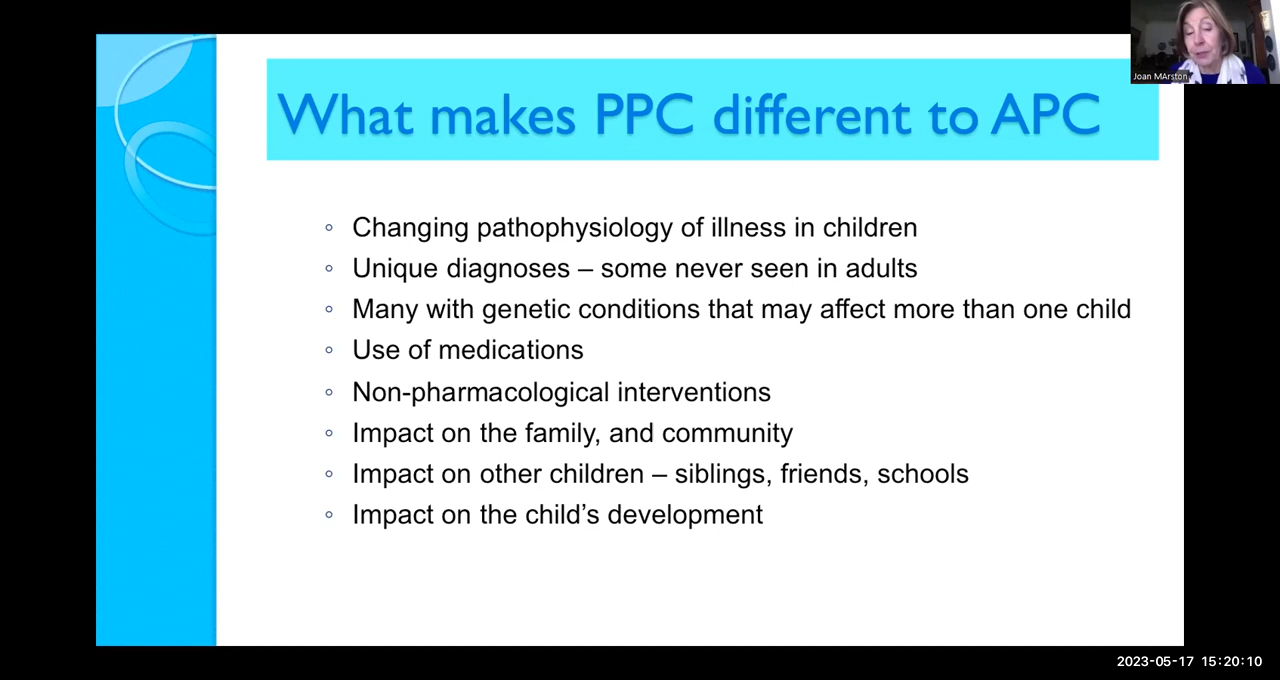 Joan MArston
What makes PPC different to APC
Changing pathophysiology of illness in children
Unique diagnoses – some never seen in adults
Many with genetic conditions that may affect more than one child
Use of medications
Non-pharmacological interventions
Impact on the family, and community
Impact on other children – siblings, friends, schools
Impact on the child’s development
2023-05-17 15:20:10